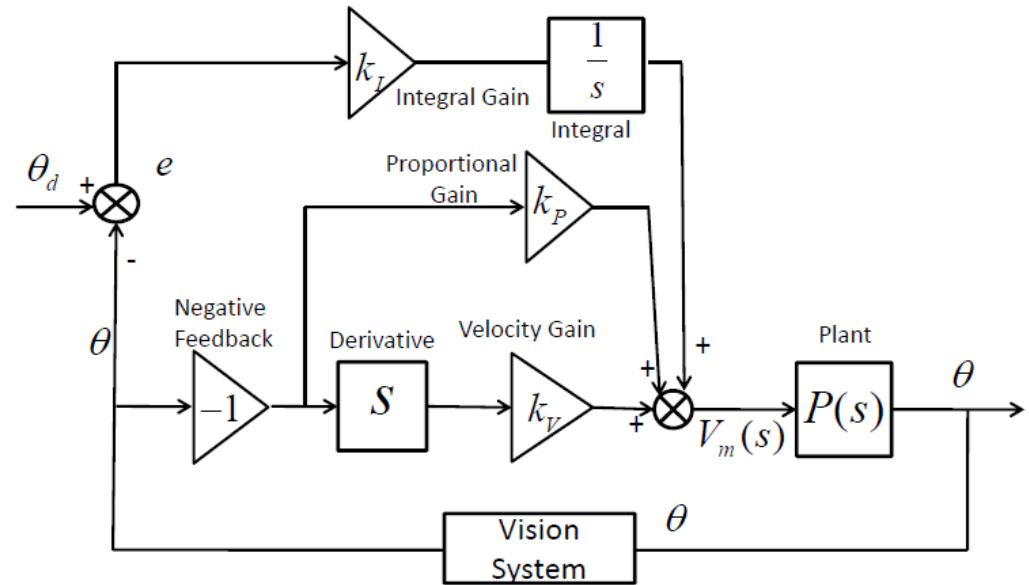 k_I
1
s
Integral Gain
Integral
θ_d
+
e
-
Proportional
Gain
k_P
Negative
Feedback
θ
-1
Derivative
S
Velocity Gain
k_V
+
+
+
V_m(s)
Plant
P(s)
θ
θ
Vision
System